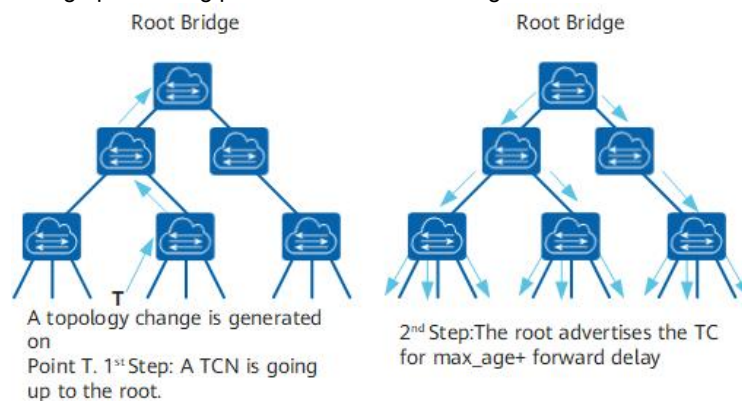 Root Bridge
Root Bridge
T
A topology change is generated
on
Point T. 1st Step: A TCN is going
up to the root.
2nd Step:The root advertises the TC
for max_age+ forward delay